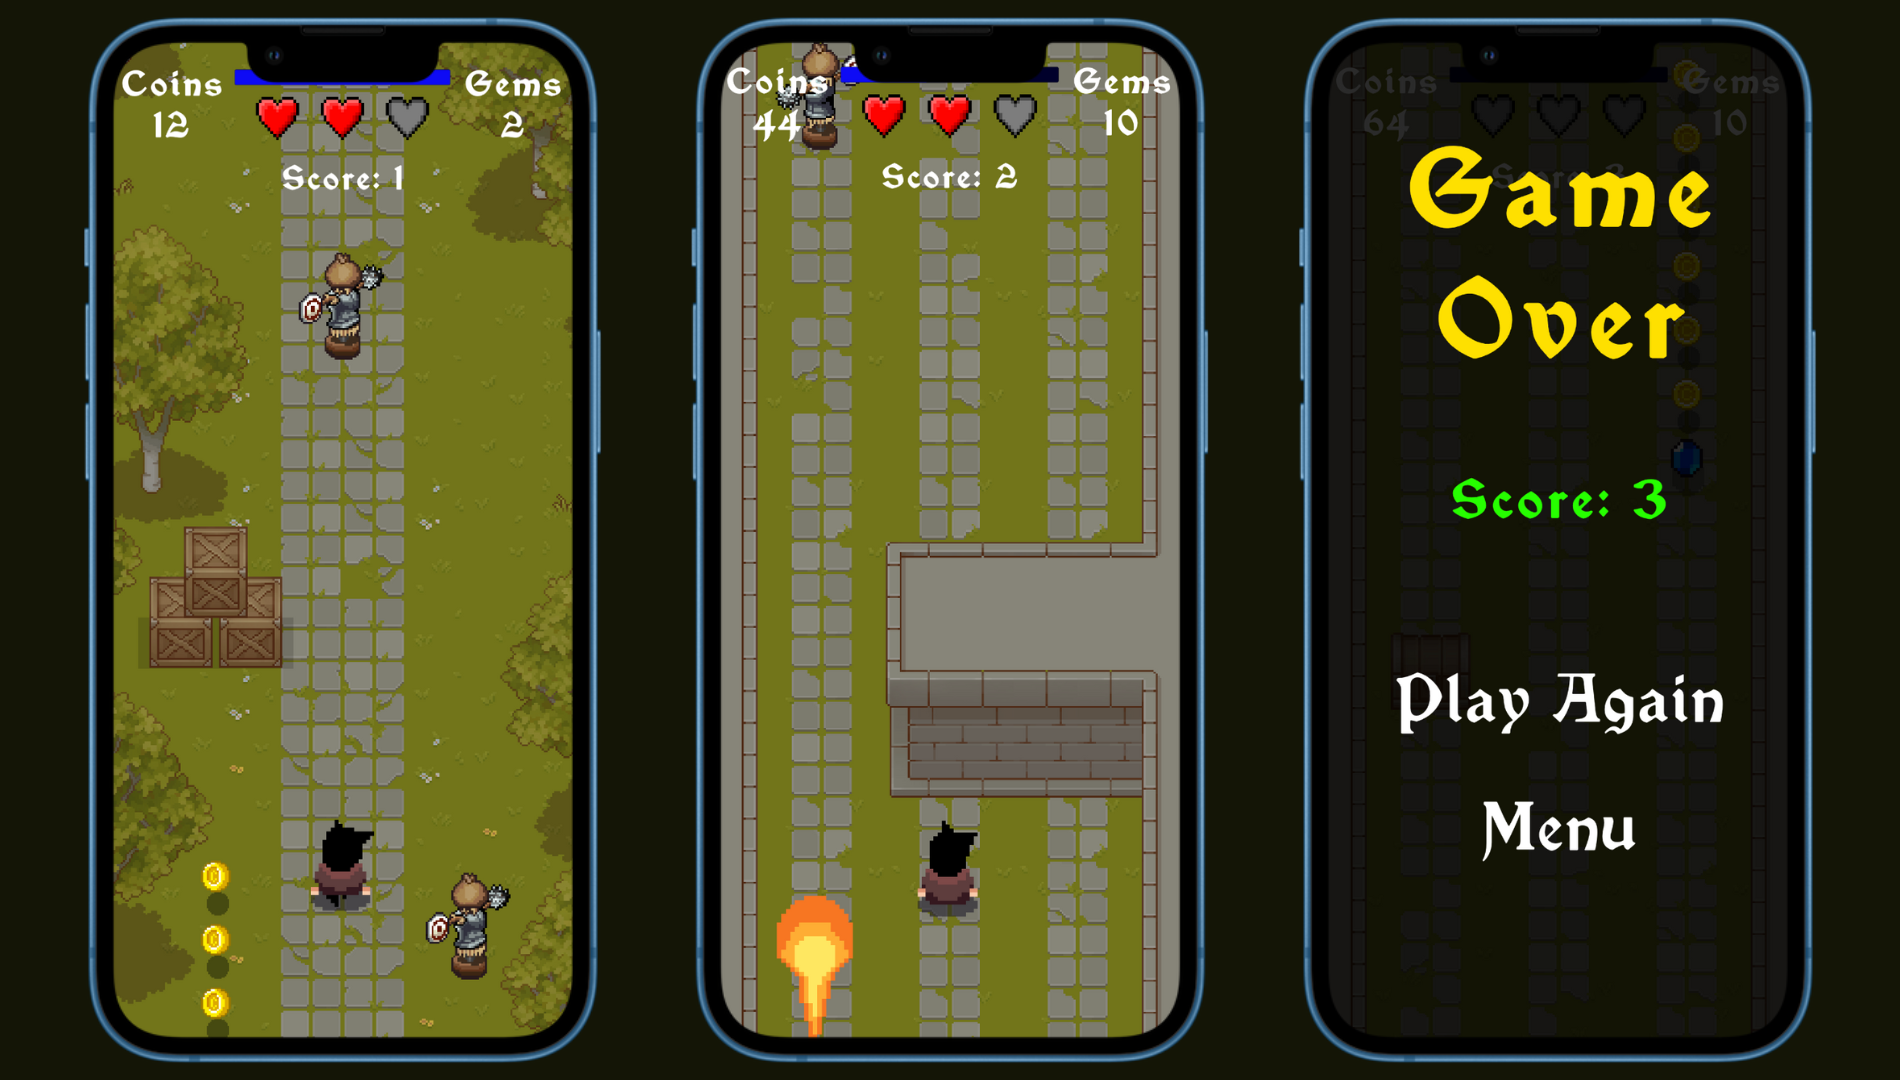 Coins
Gems
12
2
Score: 1
Coins
Gems
44
10
Score: 2
Coins
Gems
64
10
Game
Over
Score: 3
Play Again
Menu